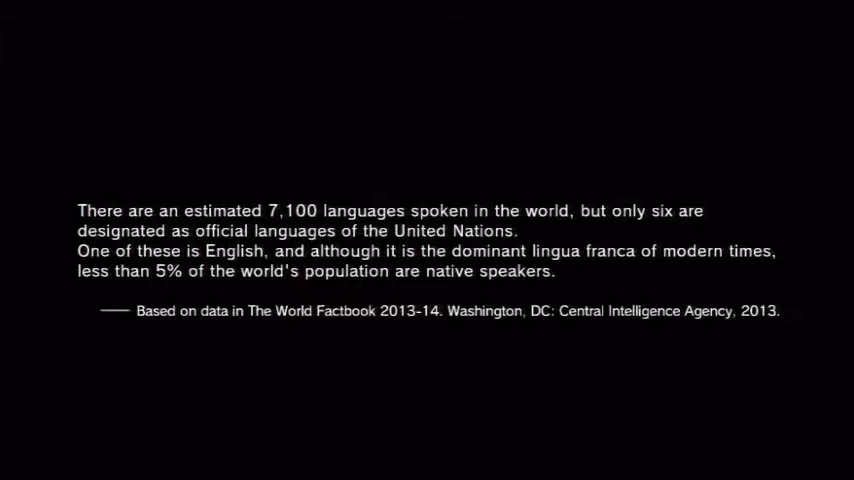 There are an estimated 7,100 languages spoken in the world, but only six are
designated as official languages of the United Nations.
One of these is English, and although it is the dominant lingua franca of modern times,
less than 5% of the world's population are native speakers.
—— Based on data in The World Factbook 2013-14. Washington, DC: Central Intelligence Agency, 2013.